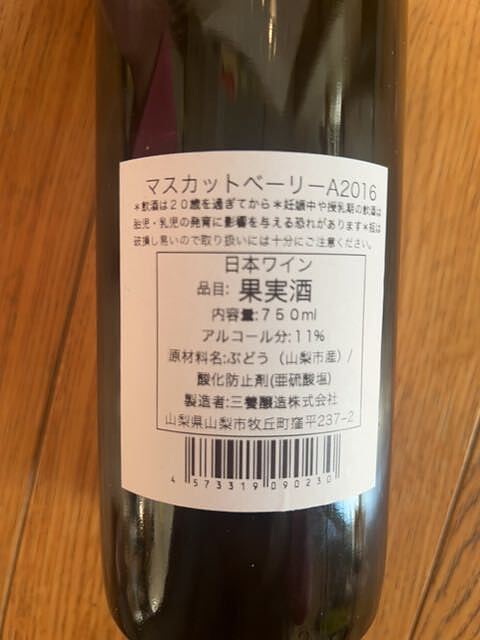 マスカットベーリーA2016
*飲酒は20歳を過ぎてから*妊娠中や授乳期の飲酒は
胎児・乳児の発育に影響を与える恐れがあります*瓶は
破損し易いので取り扱いには十分にご注意ください。
日本ワイン
品目: 果実酒
内容量:750ml
アルコール分:11%
原材料名:ぶどう（山梨市産)/
酸化防止剤(亜硫酸塩)
製造者:三養醸造株式会社
山梨県山梨市牧丘町窪平237-2
4 573319 090230